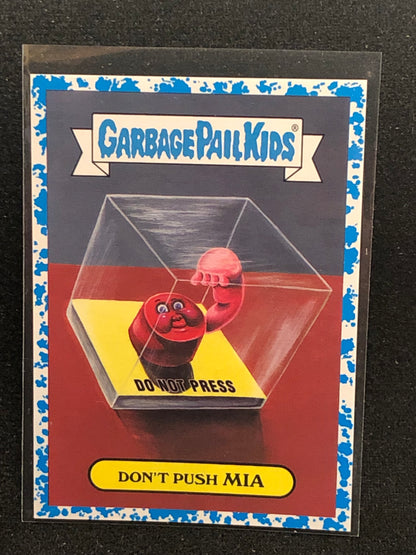 GARBAGE PAIL KIDS®
DO NOT PRESS
DON'T PUSH MIA